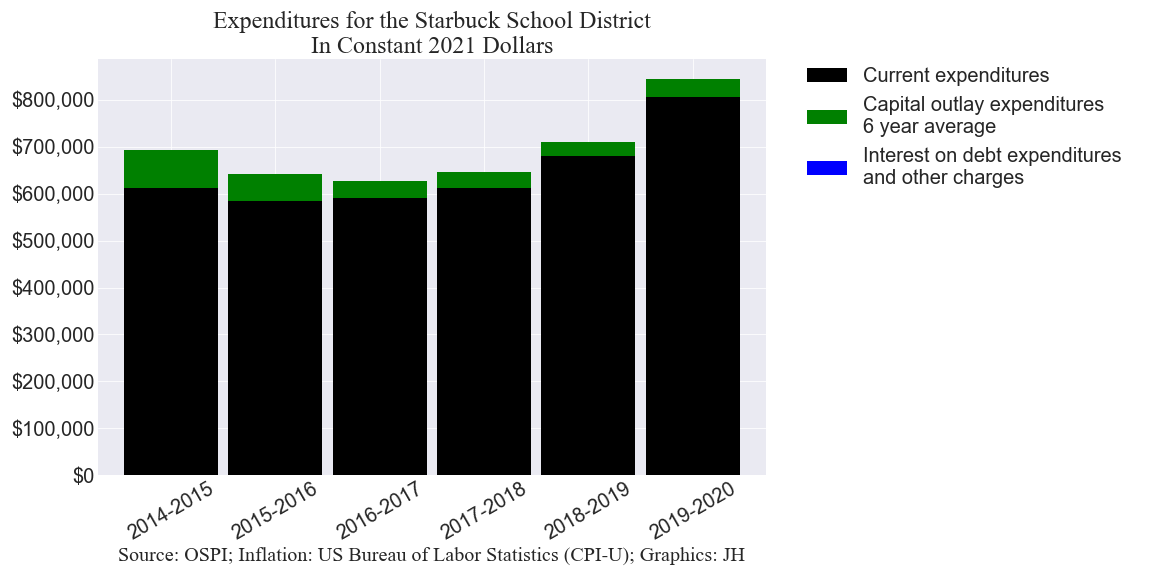 Expenditures for the Starbuck School District
In Constant 2021 Dollars
$800,000
$700,000
$600,000
$500,000
$400,000
$300,000
$200,000
$100,000
$0
2014-2015
2015-2016
2016-2017
2017-2018
2018-2019
2019-2020
Current expenditures
Capital outlay expenditures
6 year average
Interest on debt expenditures
and other charges
Source: OSPI; Inflation: US Bureau of Labor Statistics (CPI-U); Graphics: JH